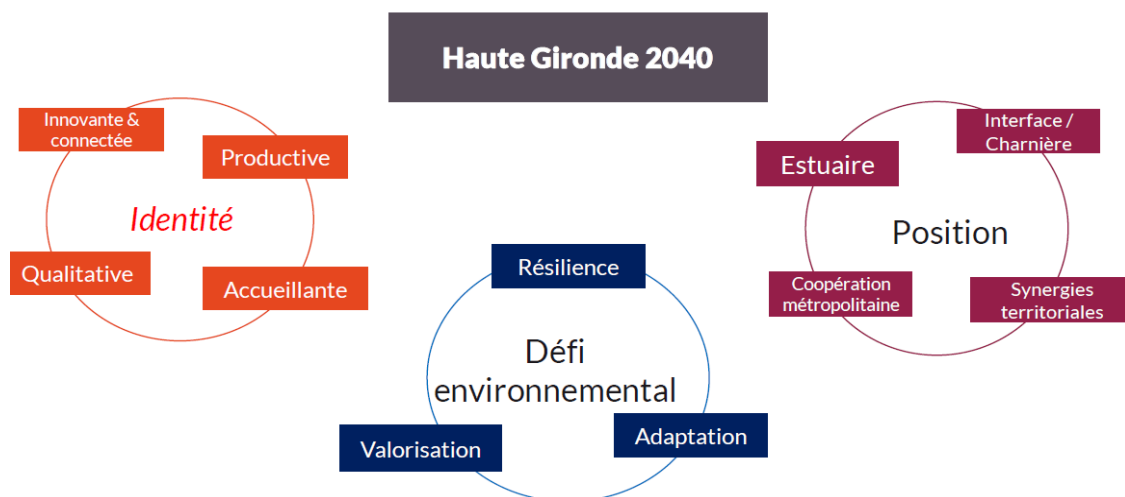 Haute Gironde 2040
Innovante &
connectée
Productive
Identité
Qualitative
Accueillante
Résilience
Défi
environnemental
Valorisation
Adaptation
Interface /
Charnière
Estuaire
Position
Coopération
métropolitaine
Synergies
territoriales